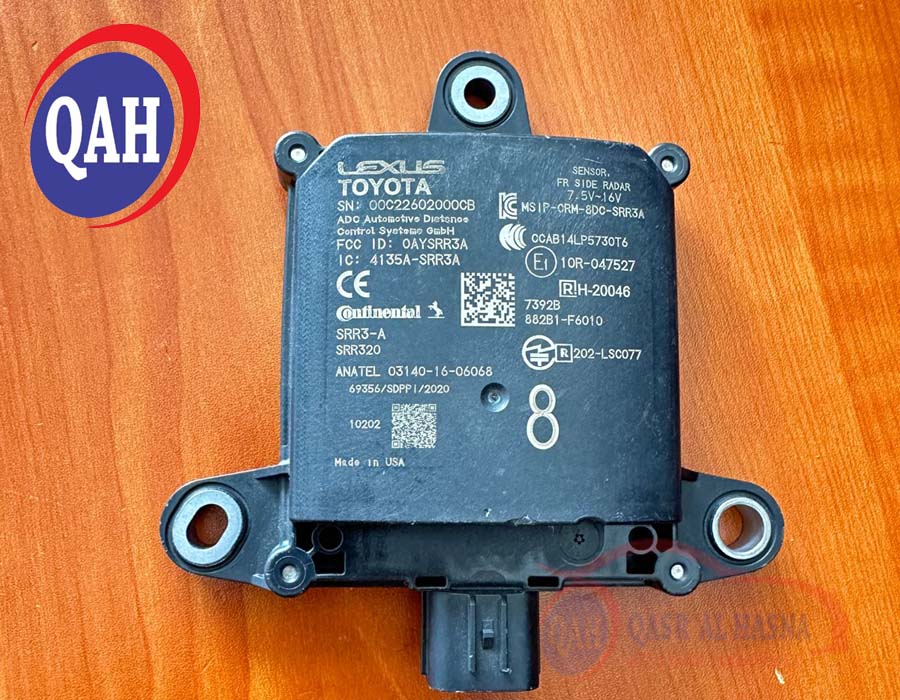 QAH
LEXUS
TOYOTA
SN: 00C22602000CB
ADC Automotive Distance
Control Systems GmbH
FCC ID: OAYSRR3A
IC: 4135A-SRR3A
CE
Continental
SRR3-A
SRR320
ANATEL 03140-16-06068
69356/SDPPI/2020
10202
Made in USA
SENSOR,
FR SIDE RADAR
7.5V~16V
MSIP-CRM-8DC-SRR3A
CCAB14LP5730T6
E1 10R-047527
R H-20046
7392B
882B1-F6010
R 202-LSC077
8
QAH QASR AL HASNA